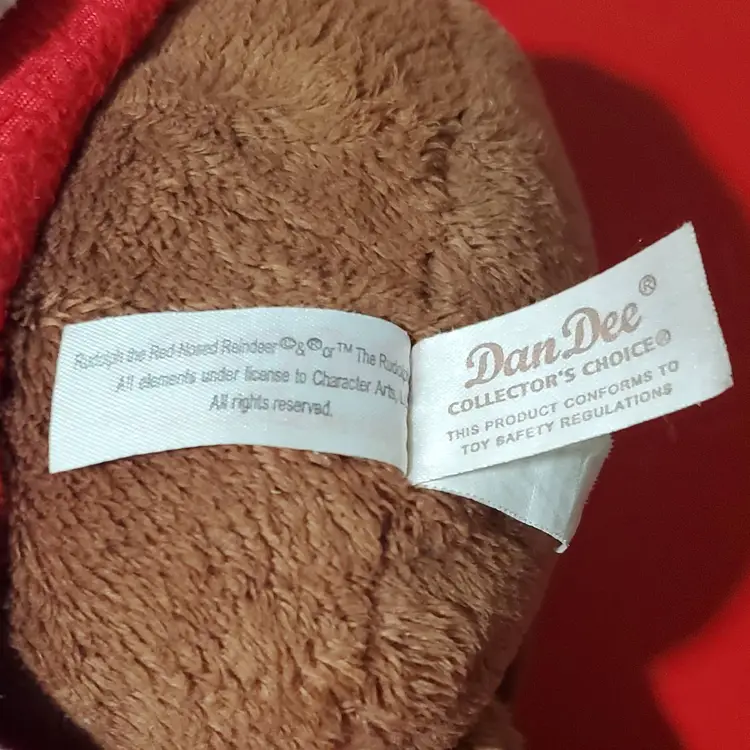 Rudolph the Red-Nosed Reindeer©&®or™ The
All elements under license to Character Arts,
All rights reserved.
Dan Dee®
COLLECTOR'S CHOICE®
THIS PRODUCT CONFORMS TO
TOY SAFETY REGULATIONS